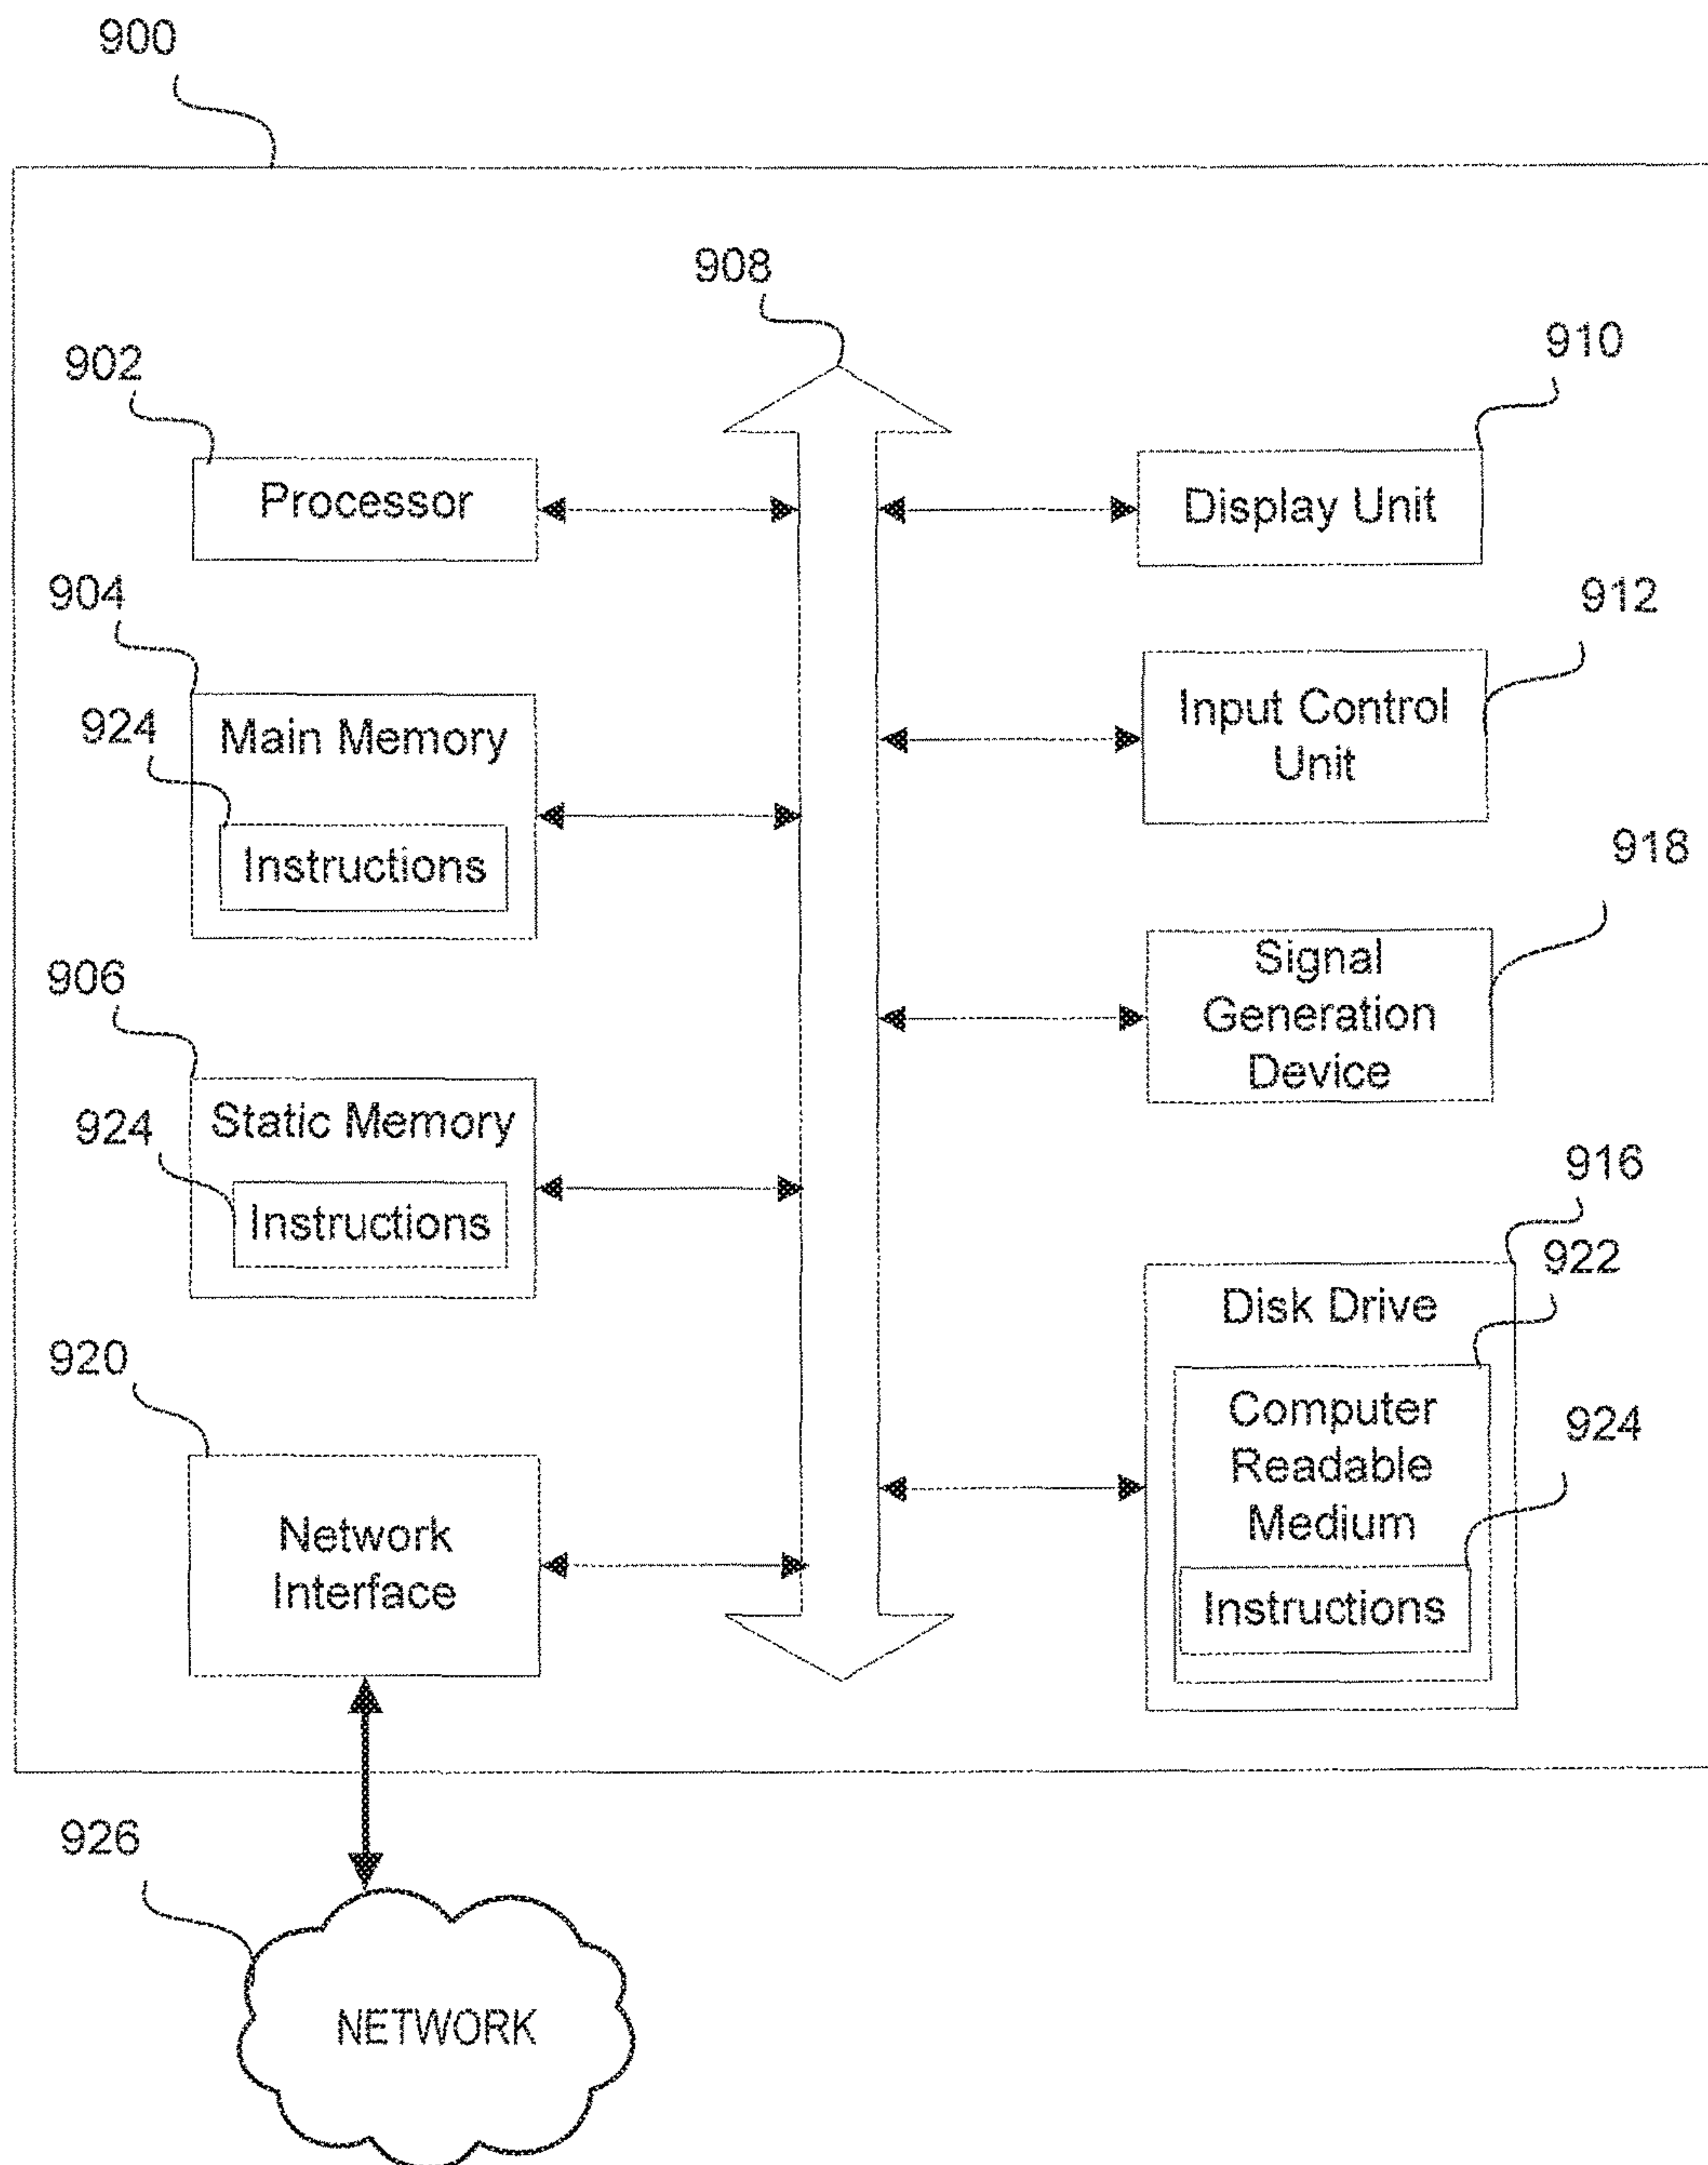 900
908
902
910
Processor
Display Unit
904
912
924
Main Memory
Input Control
Unit
Instructions
918
Signal
Generation
Device
906
924
Static Memory
Instructions
916
922
Disk Drive
920
Computer
Readable
Medium
924
Network
Interface
Instructions
926
NETWORK